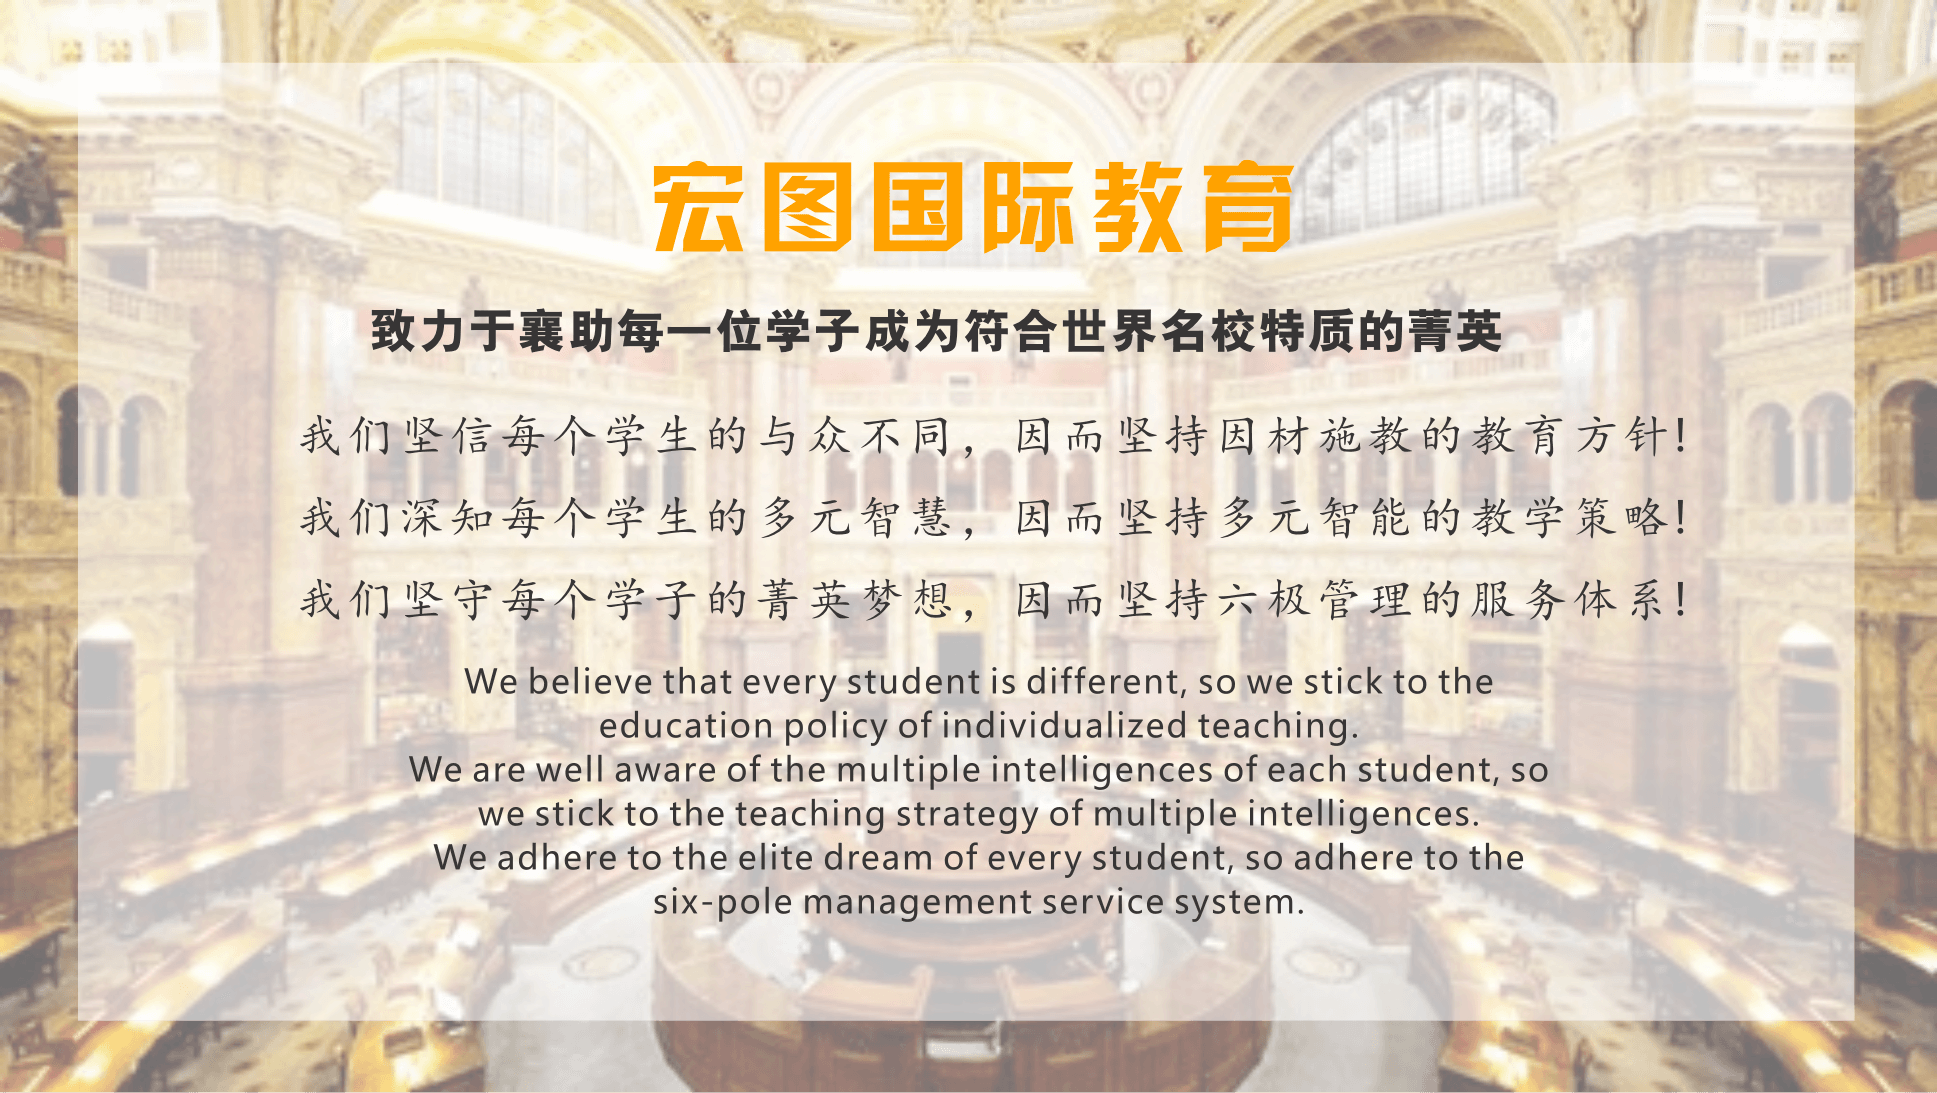 宏图国际教育
致力于襄助每一位学子成为符合世界名校特质的菁英
我们坚信每个学生的与众不同，因而坚持因材施教的教育方针！
我们深知每个学生的多元智慧，因而坚持多元智能的教学策略！
我们坚守每个学子的菁英梦想，因而坚持六极管理的服务体系！
We believe that every student is different, so we stick to the
education policy of individualized teaching.
We are well aware of the multiple intelligences of each student, so
we stick to the teaching strategy of multiple intelligences.
We adhere to the elite dream of every student, so adhere to the
six-pole management service system.